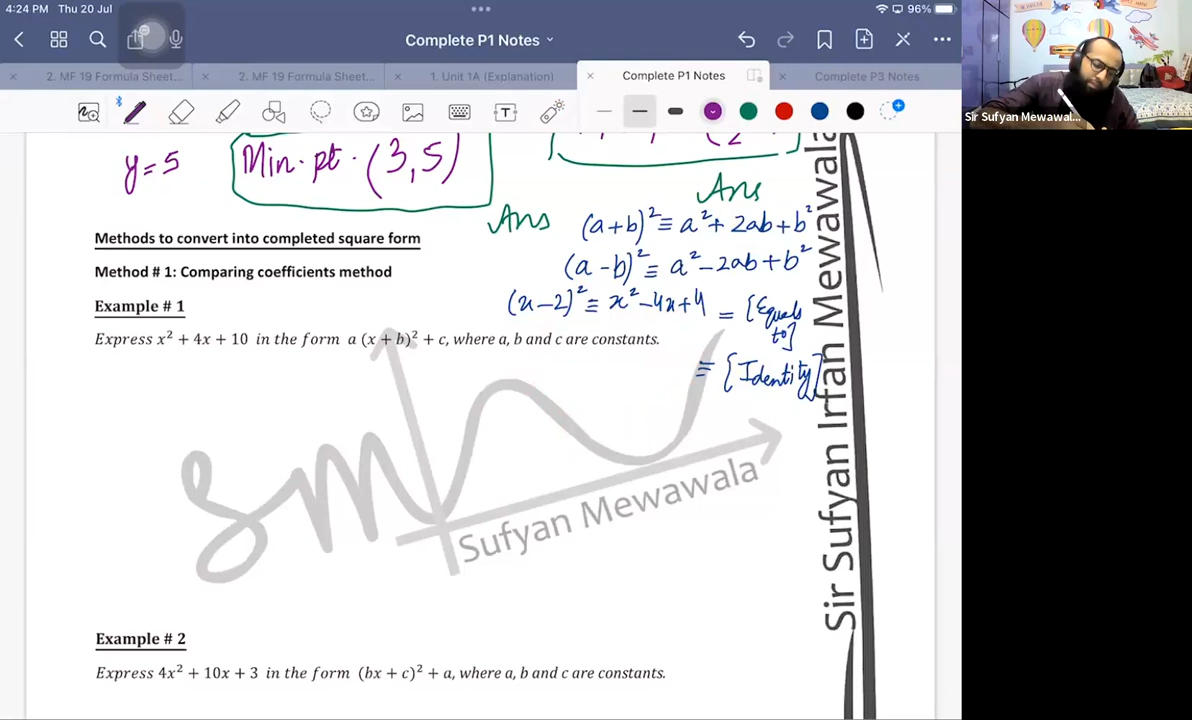 4:24 PM Thu 20 Jul
96%
Complete P1 Notes
2. MF 19 Formula Sheet...
2. MF 19 Formula Sheet...
1. Unit 1A (Explanation)
Complete P1 Notes
Complete P3 Notes
Sir Sufyan Mewawal...
y = 5
Min. pt. (3,5)
Ans
Ans
(a+b)² ≡ a² + 2ab + b²
(a-b)² ≡ a² - 2ab + b²
(x-2)² ≡ x² - 4x + 4
= [Equals to]
≡ {Identity}
Methods to convert into completed square form
Method # 1: Comparing coefficients method
Example # 1
Express x² + 4x + 10 in the form a (x + b)² + c, where a, b and c are constants.
sm
Sufyan Mewawala
Example # 2
Express 4x² + 10x + 3 in the form (bx + c)² + a, where a, b and c are constants.
Sir Sufyan Irfan Mewawala